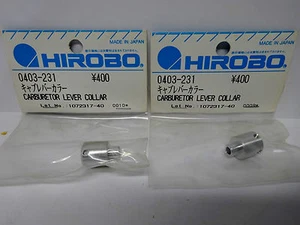 MADE IN JAPAN
HIROBO
0403-231 ¥400
キャブレバーカラー
CARBURETOR LEVER COLLAR
Lot No :1072317-40
MADE IN JAPAN
HIROBO
0403-231 ¥400
キャブレバーカラー
CARBURETOR LEVER COLLAR
Lot No :1072317-40